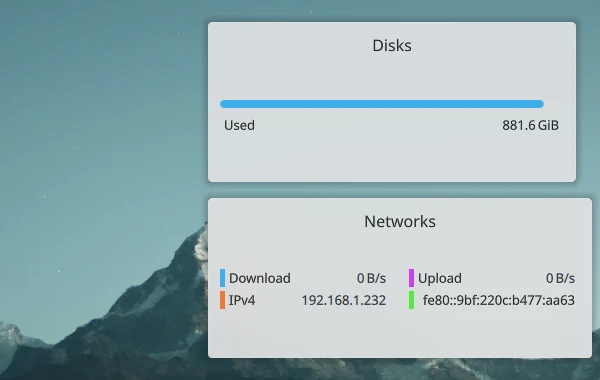 Disks
Used 881.6 GiB
Networks
Download 0 B/s Upload 0 B/s
IPv4 192.168.1.232 fe80::9bf:220c:b477:aa63